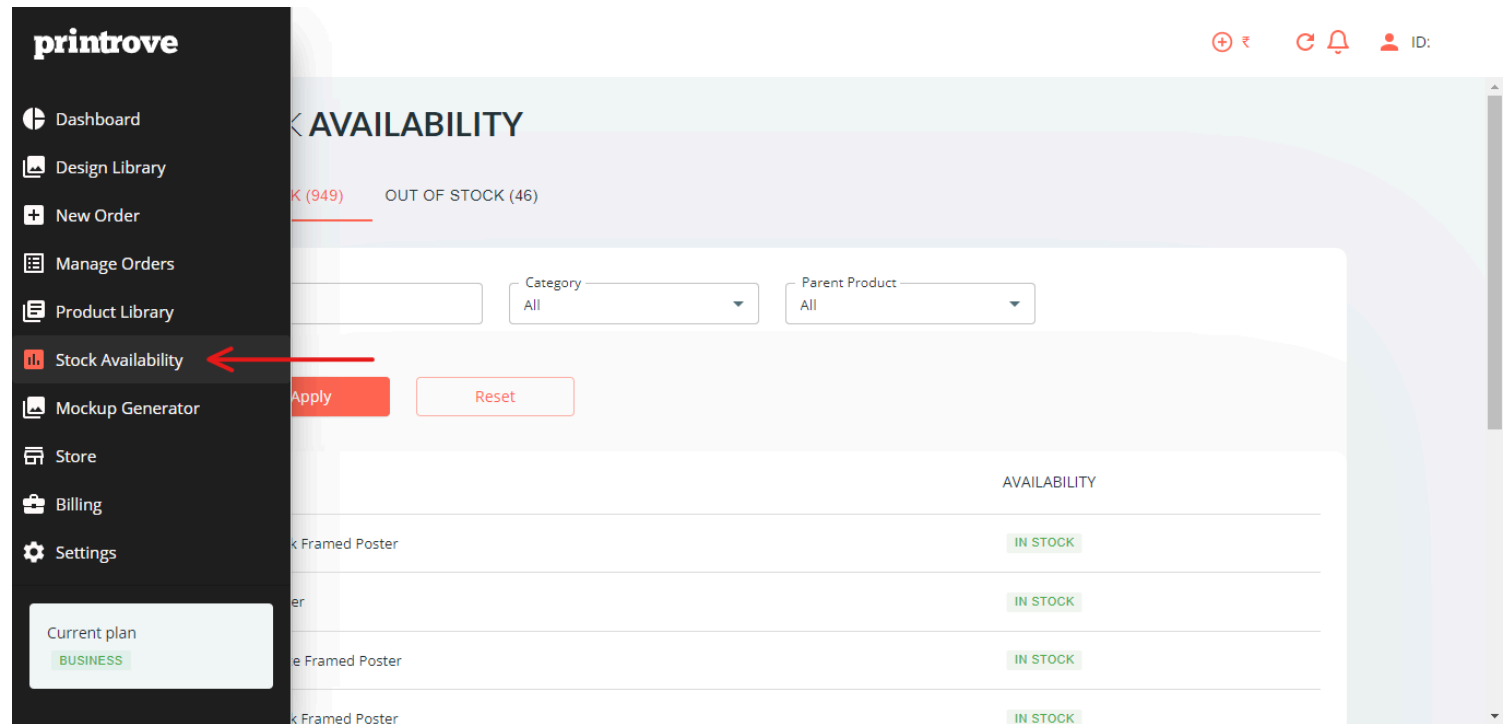 printrove
₹
ID:
Dashboard
Design Library
New Order
Manage Orders
Product Library
Stock Availability
Mockup Generator
Store
Billing
Settings
Current plan
BUSINESS
AVAILABILITY
K (949)
OUT OF STOCK (46)
Category
All
Parent Product
All
Apply
Reset
AVAILABILITY
k Framed Poster
IN STOCK
er
IN STOCK
e Framed Poster
IN STOCK
k Framed Poster
IN STOCK